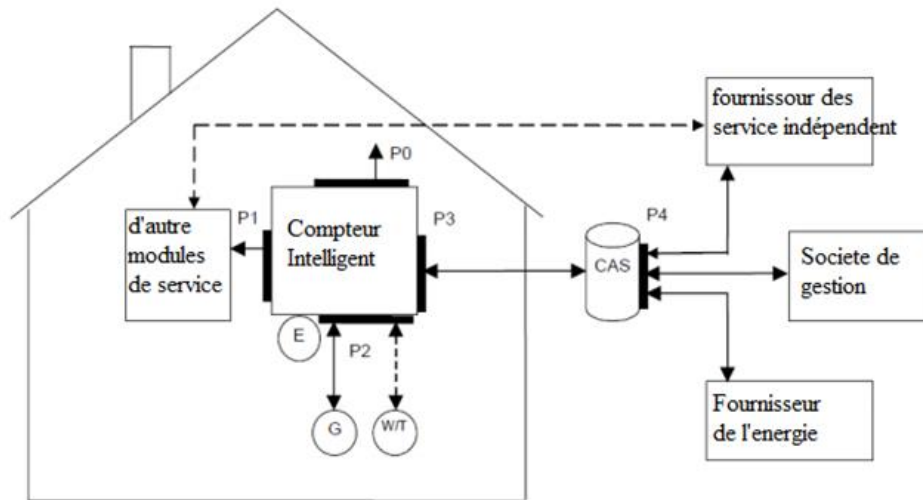 fournissour des
service indépendent
P0
P1
P3
P4
d'autre
modules
de service
Compteur
Intelligent
CAS
Societe de
gestion
E
P2
G
W/T
Fournisseur
de l'energie